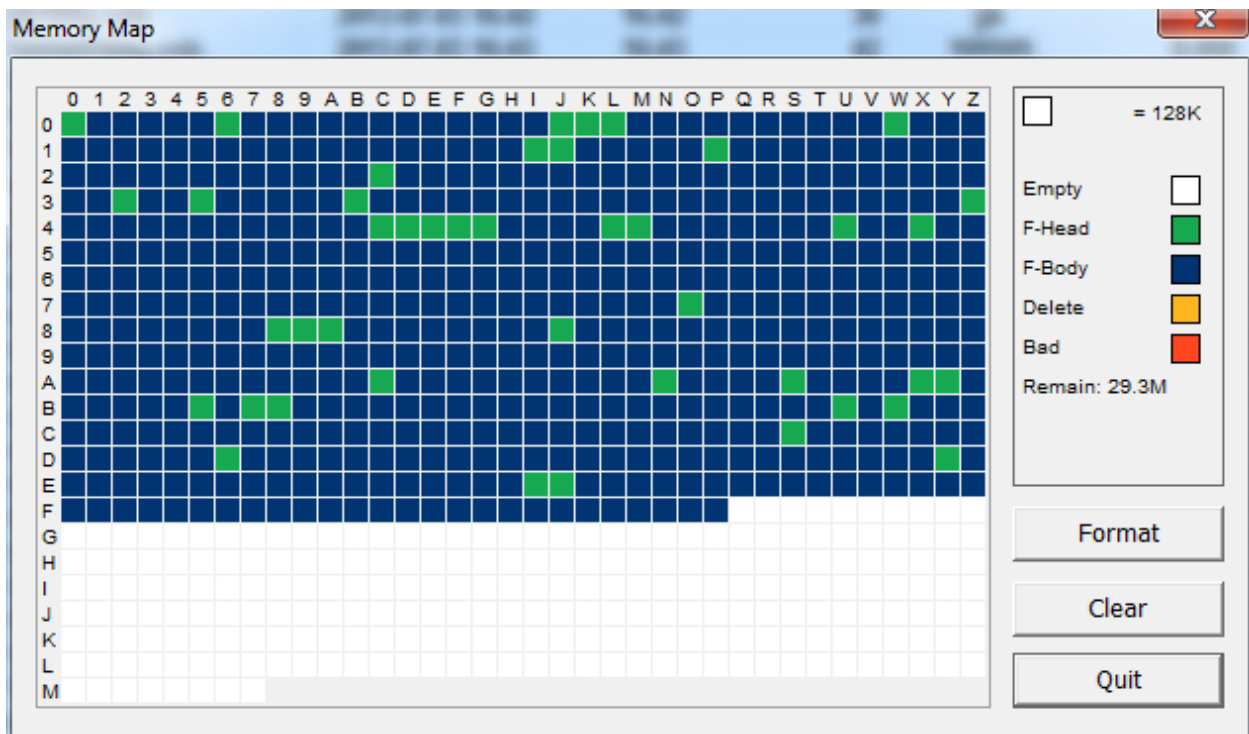 Memory Map
0 1 2 3 4 5 6 7 8 9 A B C D E F G H I J K L M N O P Q R S T U V W X Y Z
0
1
2
3
4
5
6
7
8
9
A
B
C
D
E
F
G
H
I
J
K
L
M
= 128K
Empty
F-Head
F-Body
Delete
Bad
Remain: 29.3M
Format
Clear
Quit